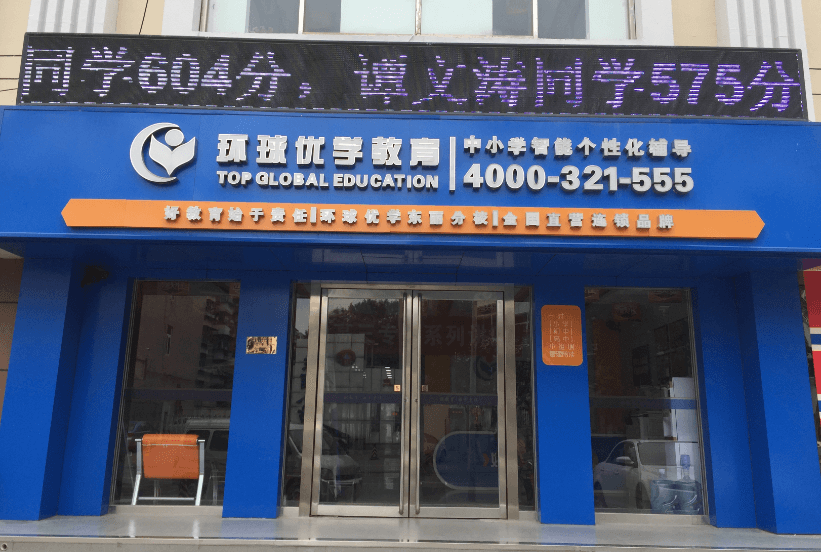 同学604分，谭文涛同学575分
环球优学教育
TOP GLOBAL EDUCATION
中小学智能个性化辅导
4000-321-555
好教育始于责任|环球优学东丽分校|全国直营连锁品牌